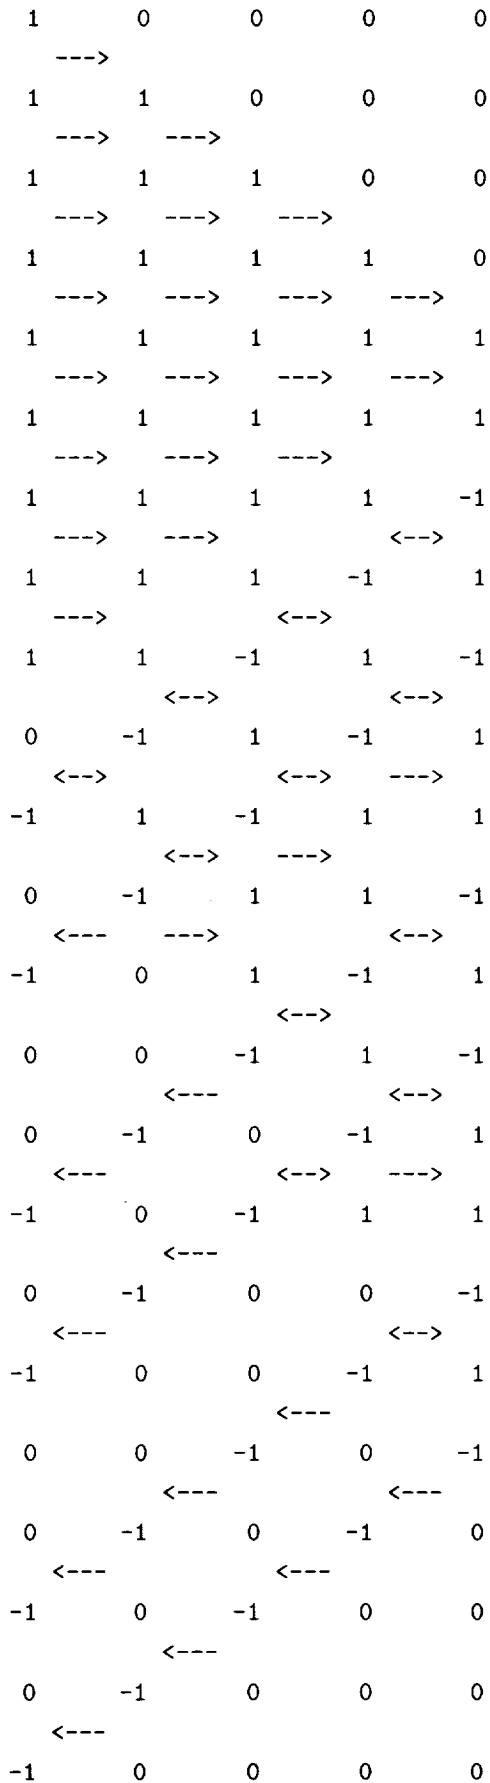 1 0 0 0 0
--->
1 1 0 0 0
---> --->
1 1 1 0 0
---> ---> --->
1 1 1 1 0
---> ---> ---> --->
1 1 1 1 1
---> ---> ---> --->
1 1 1 1 1
---> ---> --->
1 1 1 1 -1
---> ---> <-->
1 1 1 -1 1
---> <-->
1 1 -1 1 -1
<--> <-->
0 -1 1 -1 1
<--> <--> --->
-1 1 -1 1 1
<--> --->
0 -1 1 1 -1
<--- ---> <-->
-1 0 1 -1 1
<-->
0 0 -1 1 -1
<--- <-->
0 -1 0 -1 1
<--- <--> --->
-1 0 -1 1 1
<---
0 -1 0 0 -1
<--- <-->
-1 0 0 -1 1
<---
0 0 -1 0 -1
<--- <---
0 -1 0 -1 0
<--- <---
-1 0 -1 0 0
<---
0 -1 0 0 0
<---
-1 0 0 0 0